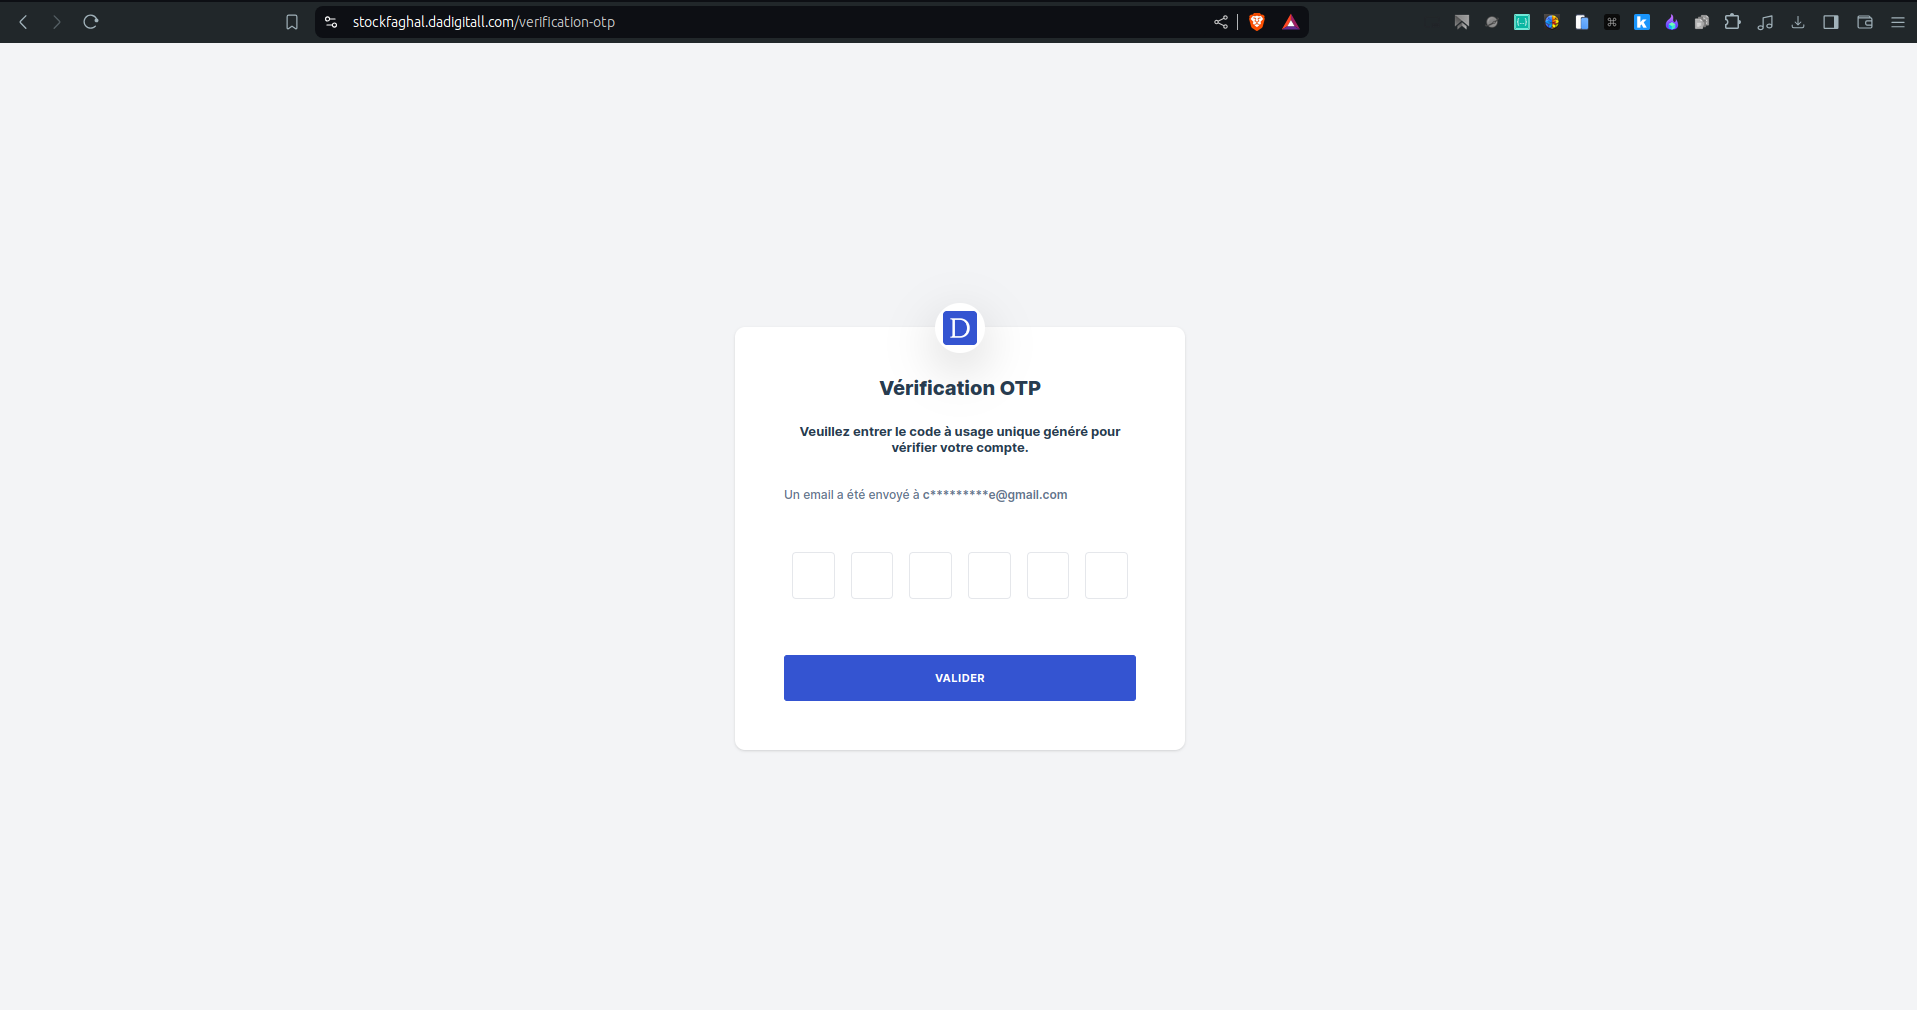 stockfaghal.dadigitall.com/verification-otp
D
Vérification OTP
Veuillez entrer le code à usage unique généré pour
vérifier votre compte.
Un email a été envoyé à c*********e@gmail.com
VALIDER